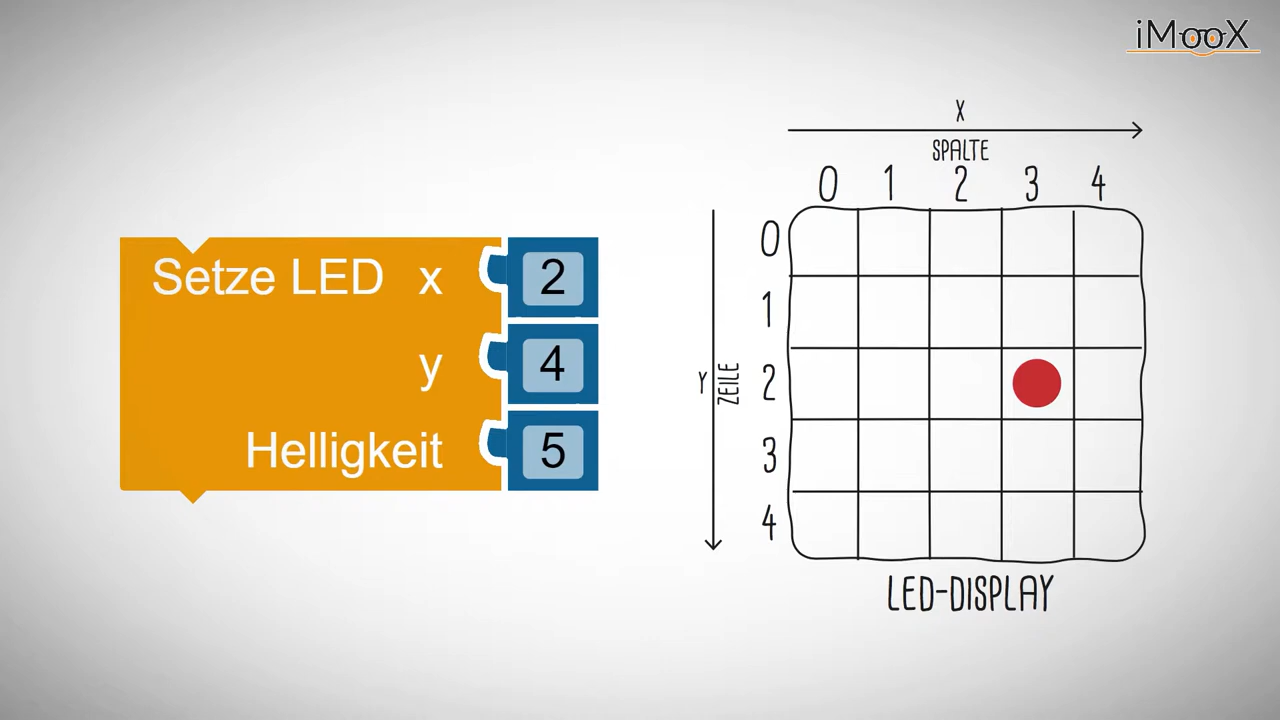 iMooX
Setze LED x 2
y 4
Helligkeit 5
X
SPALTE
0 1 2 3 4
Y
ZEILE
0
1
2
3
4
LED-DISPLAY